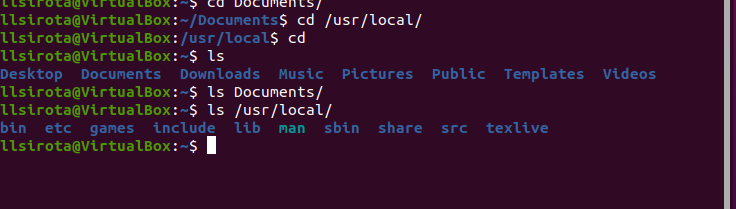 llsirota@VirtualBox:~$ cd Documents/
llsirota@VirtualBox:~/Documents$ cd /usr/local/
llsirota@VirtualBox:/usr/local$ cd
llsirota@VirtualBox:~$ ls
Desktop  Documents  Downloads  Music  Pictures  Public  Templates  Videos
llsirota@VirtualBox:~$ ls Documents/
llsirota@VirtualBox:~$ ls /usr/local/
bin  etc  games  include  lib  man  sbin  share  src  texlive
llsirota@VirtualBox:~$